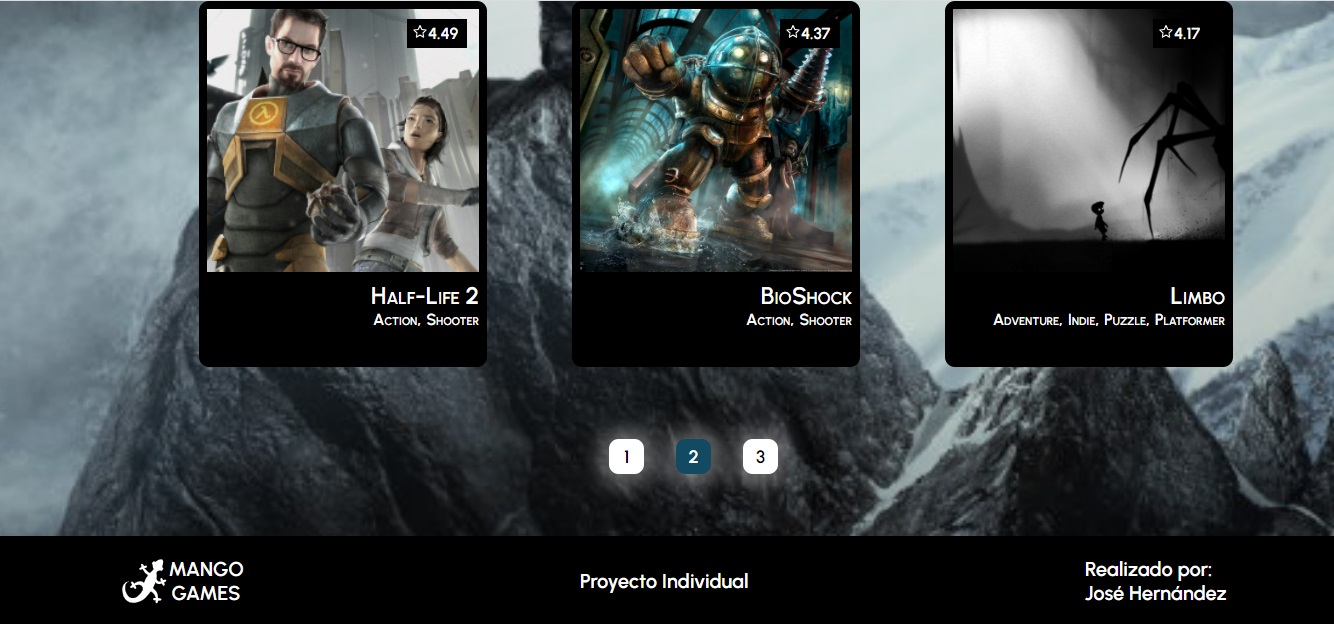 ☆4.49
Half-Life 2
Action, Shooter
☆4.37
BioShock
Action, Shooter
☆4.17
Limbo
Adventure, Indie, Puzzle, Platformer
1 2 3
MANGO
GAMES
Proyecto Individual
Realizado por:
José Hernández